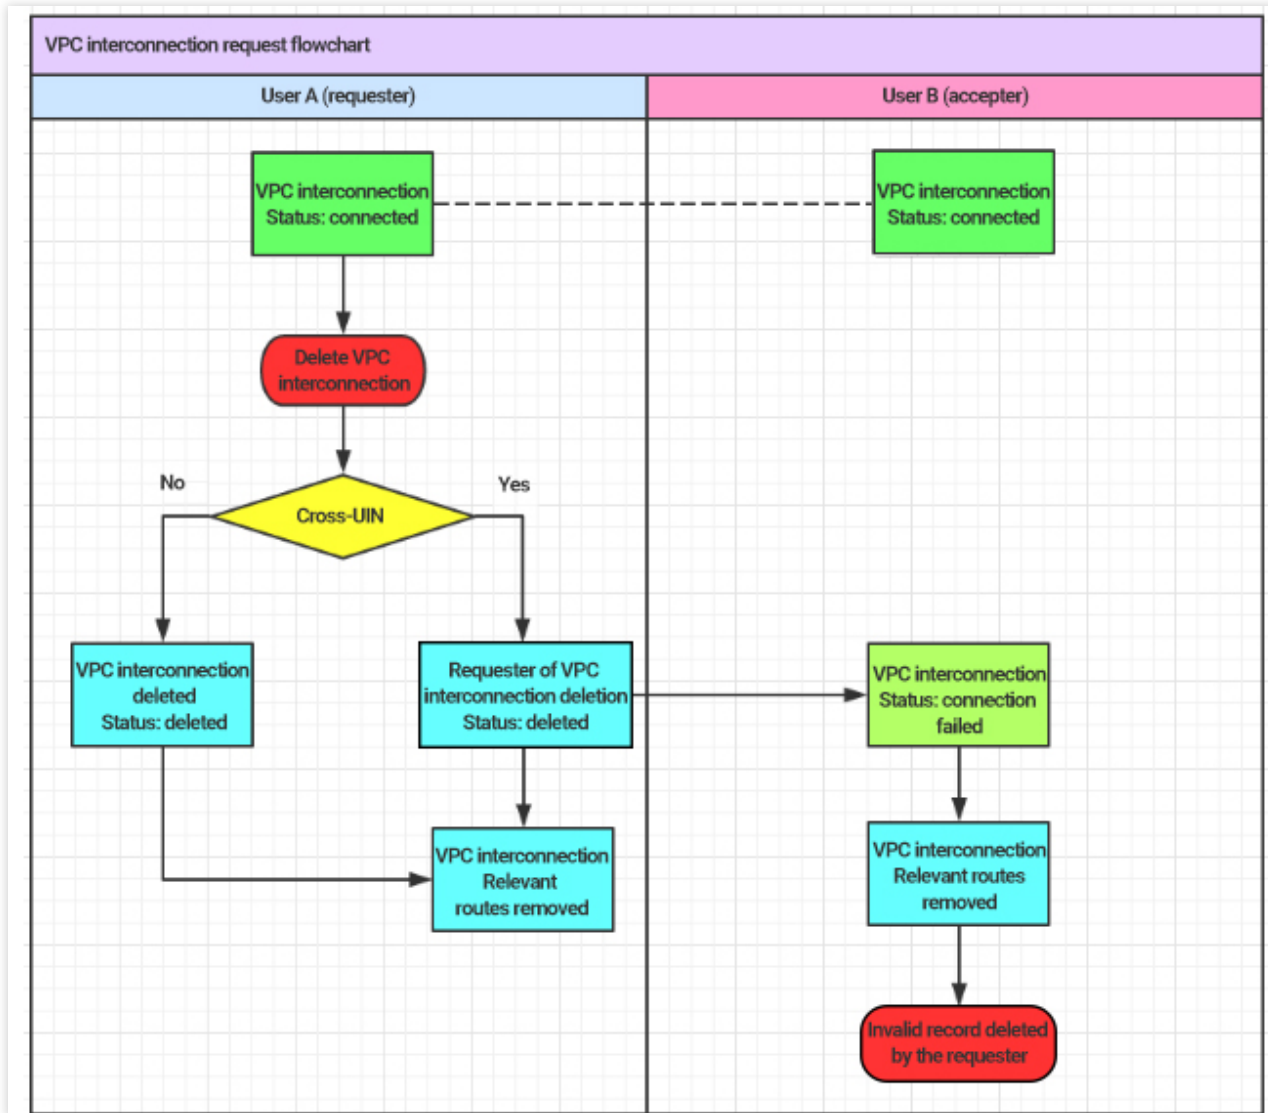 VPC interconnection request flowchart
User A (requester)
User B (accepter)
VPC interconnection
Status: connected
VPC interconnection
Status: connected
Delete VPC
interconnection
No
Yes
Cross-UIN
VPC interconnection
deleted
Status: deleted
Requester of VPC
interconnection deletion
Status: deleted
VPC interconnection
Status: connection
failed
VPC interconnection
Relevant
routes removed
VPC interconnection
Relevant routes
removed
Invalid record deleted
by the requester